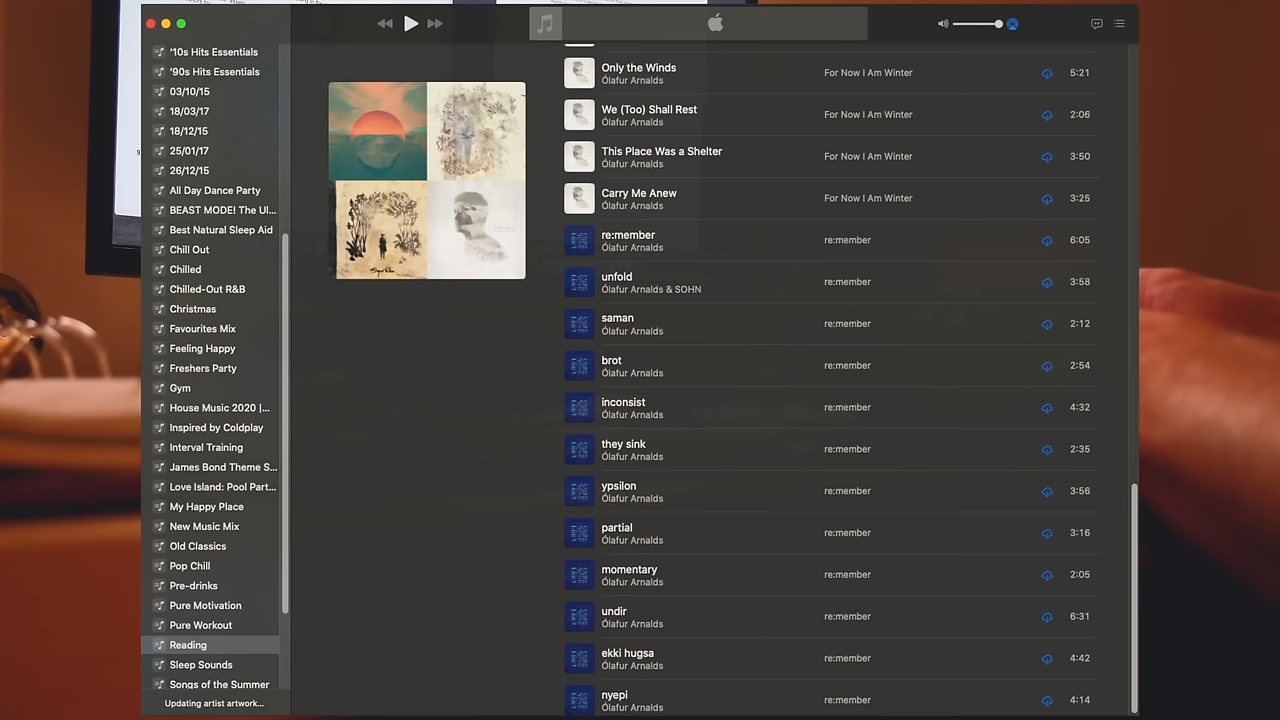 '10s Hits Essentials
'90s Hits Essentials
03/10/15
18/03/17
18/12/15
25/01/17
26/12/15
All Day Dance Party
BEAST MODE! The Ul...
Best Natural Sleep Aid
Chill Out
Chilled
Chilled-Out R&B
Christmas
Favourites Mix
Feeling Happy
Freshers Party
Gym
House Music 2020 |...
Inspired by Coldplay
Interval Training
James Bond Theme S...
Love Island: Pool Part...
My Happy Place
New Music Mix
Old Classics
Pop Chill
Pre-drinks
Pure Motivation
Pure Workout
Reading
Sleep Sounds
Songs of the Summer
Updating artist artwork...
Only the Winds
Ólafur Arnalds
For Now I Am Winter
5:21
We (Too) Shall Rest
Ólafur Arnalds
For Now I Am Winter
2:06
This Place Was a Shelter
Ólafur Arnalds
For Now I Am Winter
3:50
Carry Me Anew
Ólafur Arnalds
For Now I Am Winter
3:25
re:member
Ólafur Arnalds
re:member
6:05
unfold
Ólafur Arnalds & SOHN
re:member
3:58
saman
Ólafur Arnalds
re:member
2:12
brot
Ólafur Arnalds
re:member
2:54
inconsist
Ólafur Arnalds
re:member
4:32
they sink
Ólafur Arnalds
re:member
2:35
ypsilon
Ólafur Arnalds
re:member
3:56
partial
Ólafur Arnalds
re:member
3:16
momentary
Ólafur Arnalds
re:member
2:05
undir
Ólafur Arnalds
re:member
6:31
ekki hugsa
Ólafur Arnalds
re:member
4:42
nyepi
Ólafur Arnalds
re:member
4:14